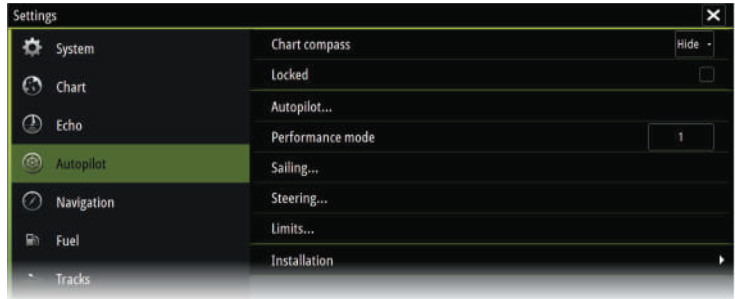 Settings
System
Chart
Echo
Autopilot
Navigation
Fuel
Tracks
Chart compass Hide
Locked
Autopilot...
Performance mode 1
Sailing...
Steering...
Limits...
Installation